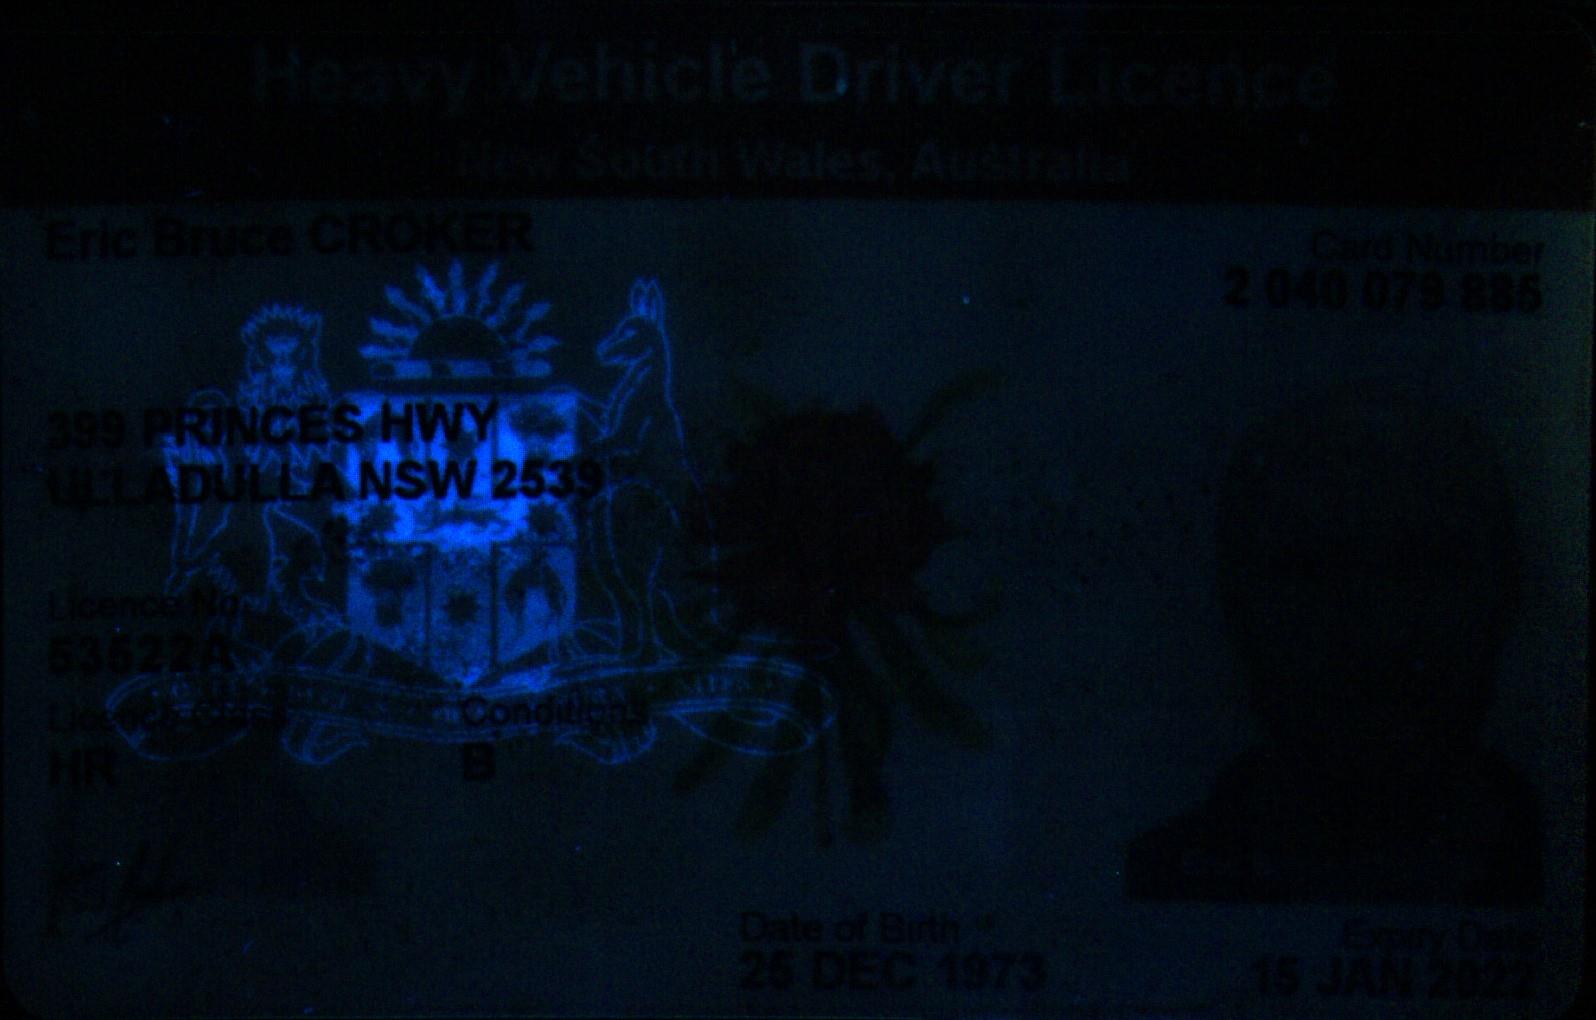 Heavy Vehicle Driver Licence
New South Wales, Australia
Eric Bruce CROKER
Card Number
2 040 079 885
399 PRINCES HWY
ULLADULLA NSW 2539
Licence No.
53522A
Licence Class
Conditions
HR
B
Date of Birth
25 DEC 1973
Expiry Date
15 JAN 2022